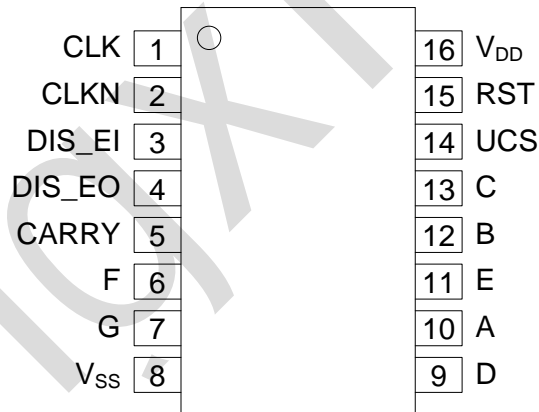 CLK 1 16 VDD
CLKN 2 15 RST
DIS_EI 3 14 UCS
DIS_EO 4 13 C
CARRY 5 12 B
F 6 11 E
G 7 10 A
VSS 8 9 D